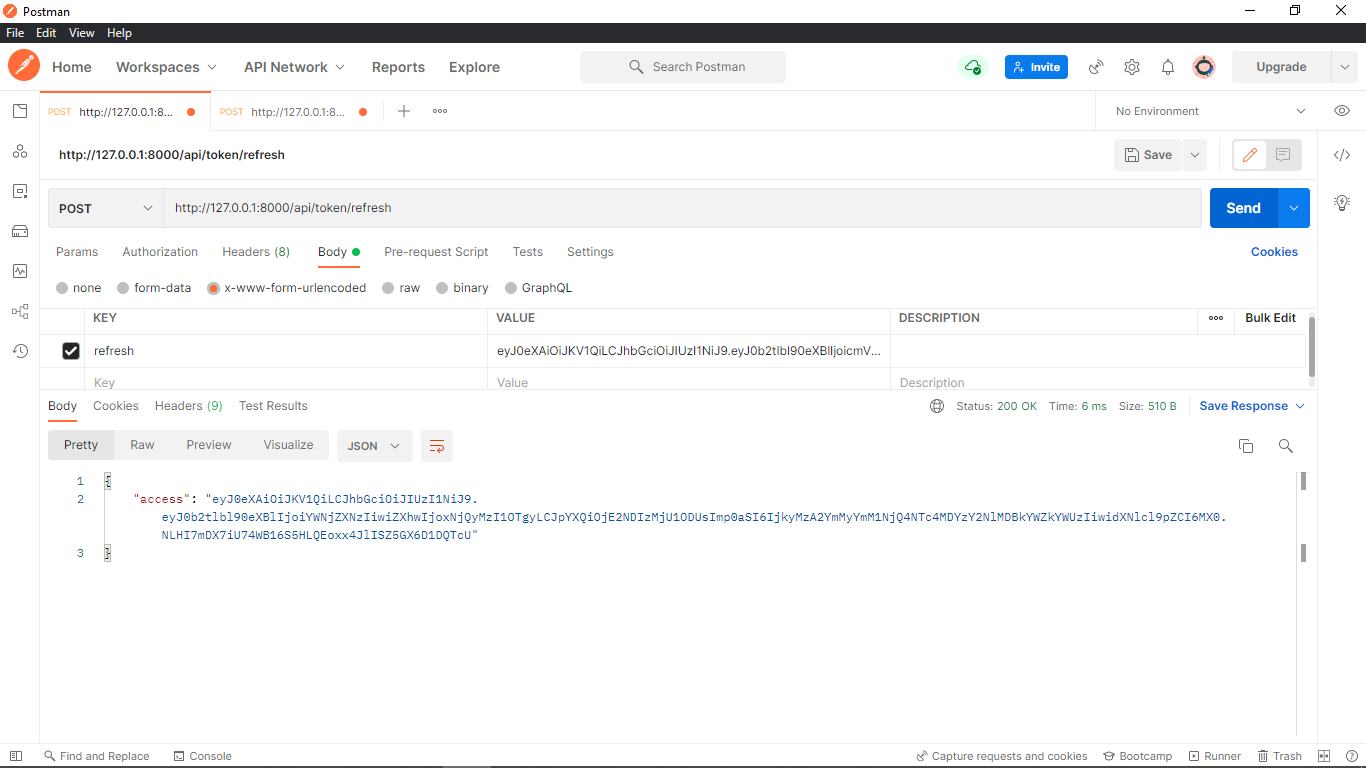 Postman
File Edit View Help
Home Workspaces API Network Reports Explore Search Postman Invite Upgrade
POST http://127.0.0.1:8... POST http://127.0.0.1:8... No Environment
http://127.0.0.1:8000/api/token/refresh Save
POST http://127.0.0.1:8000/api/token/refresh Send
Params Authorization Headers (8) Body Pre-request Script Tests Settings Cookies
none form-data x-www-form-urlencoded raw binary GraphQL
KEY VALUE DESCRIPTION Bulk Edit
refresh eyJ0eXAiOiJKV1QiLCJhbGciOiJIUzI1NiJ9.eyJ0b2tlbl90eXBlIjoicmV...
Key Value Description
Body Cookies Headers (9) Test Results Status: 200 OK Time: 6 ms Size: 510 B Save Response
Pretty Raw Preview Visualize JSON
1 {
2 "access": "eyJ0eXAiOiJKV1QiLCJhbGciOiJIUzI1NiJ9.
eyJ0b2tlbl90eXBlIjoiYWNjZXNzIiwiZXhwIjoxNjQyMzI1OTgyLCJpYXQiOjE2NDIzMjU1ODUsImp0aSI6IjkyMzA2YmMyYmM1NjQ4NTc4MDYzY2NlMDBkYWZkYWUzIiwidXNlcl9pZCI6MX0.
NLHI7mDX7iU74WB16S5HLQEoxx4JlISZ5GX6D1DQTcU"
3 }
Find and Replace Console Capture requests and cookies Bootcamp Runner Trash